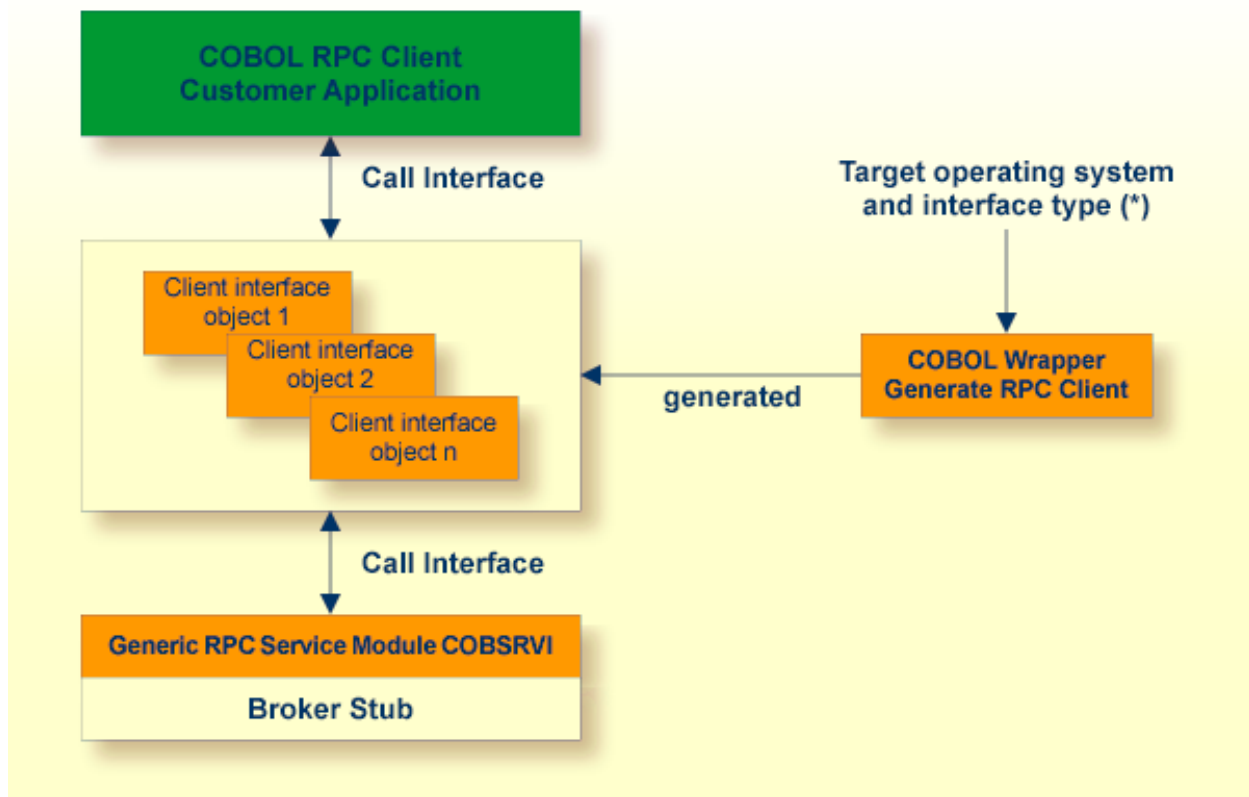 COBOL RPC Client
Customer Application
Call Interface
Target operating system
and interface type (*)
Client interface
object 1
Client interface
object 2
Client interface
object n
generated
COBOL Wrapper
Generate RPC Client
Call Interface
Generic RPC Service Module COBSRVI
Broker Stub